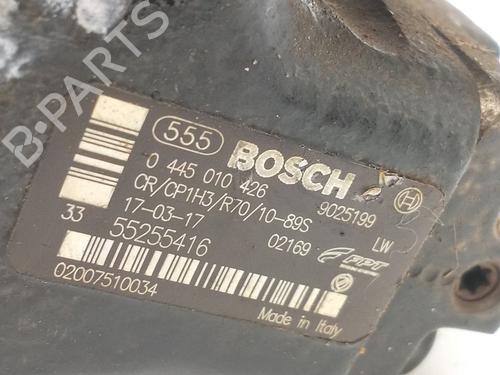 B-PARTS
555
BOSCH
0 445 010 426
9025199
CR/CP1H3/R70/10-89S
17-03-17
02169
LW
33
55255416
FPT
02007510034
Made in Italy